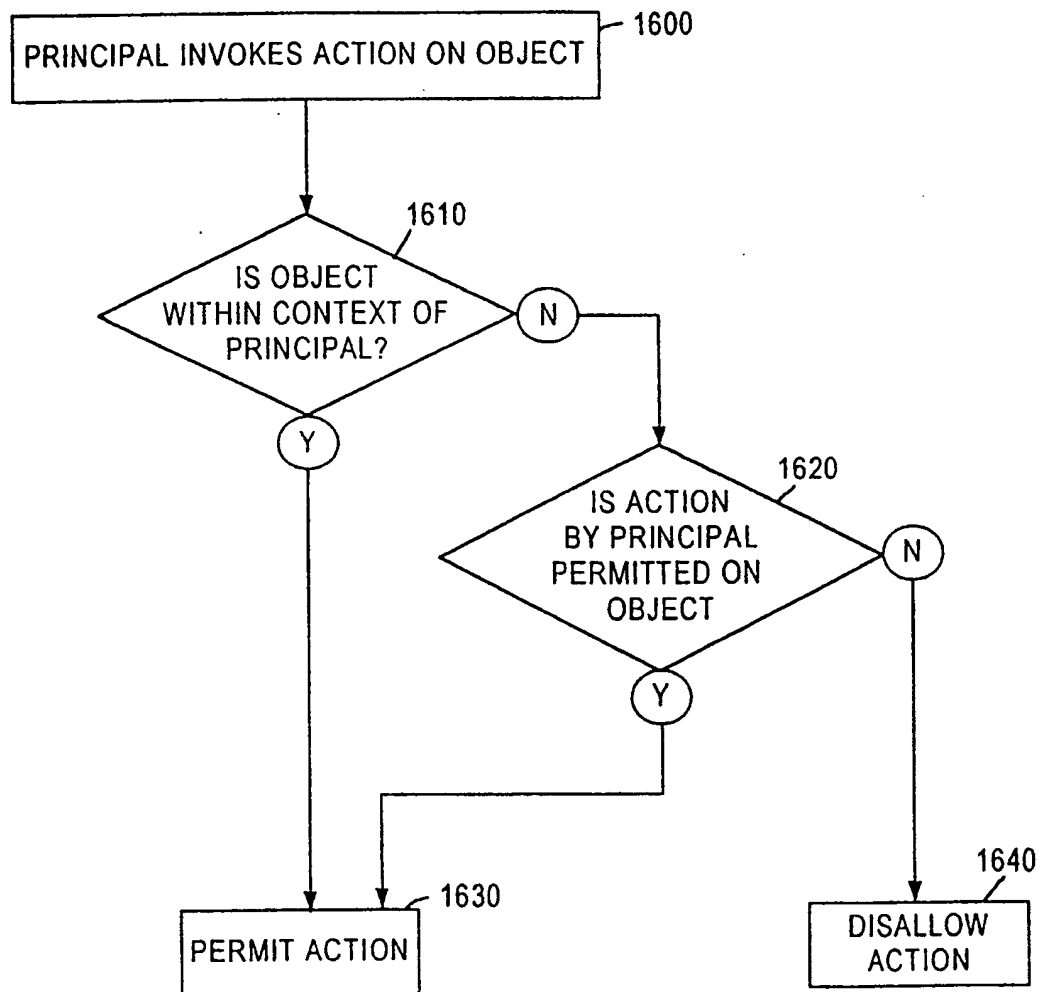 1600
PRINCIPAL INVOKES ACTION ON OBJECT
1610
IS OBJECT
WITHIN CONTEXT OF
PRINCIPAL?
N
Y
1620
IS ACTION
BY PRINCIPAL
PERMITTED ON
OBJECT
N
Y
1630
PERMIT ACTION
1640
DISALLOW
ACTION